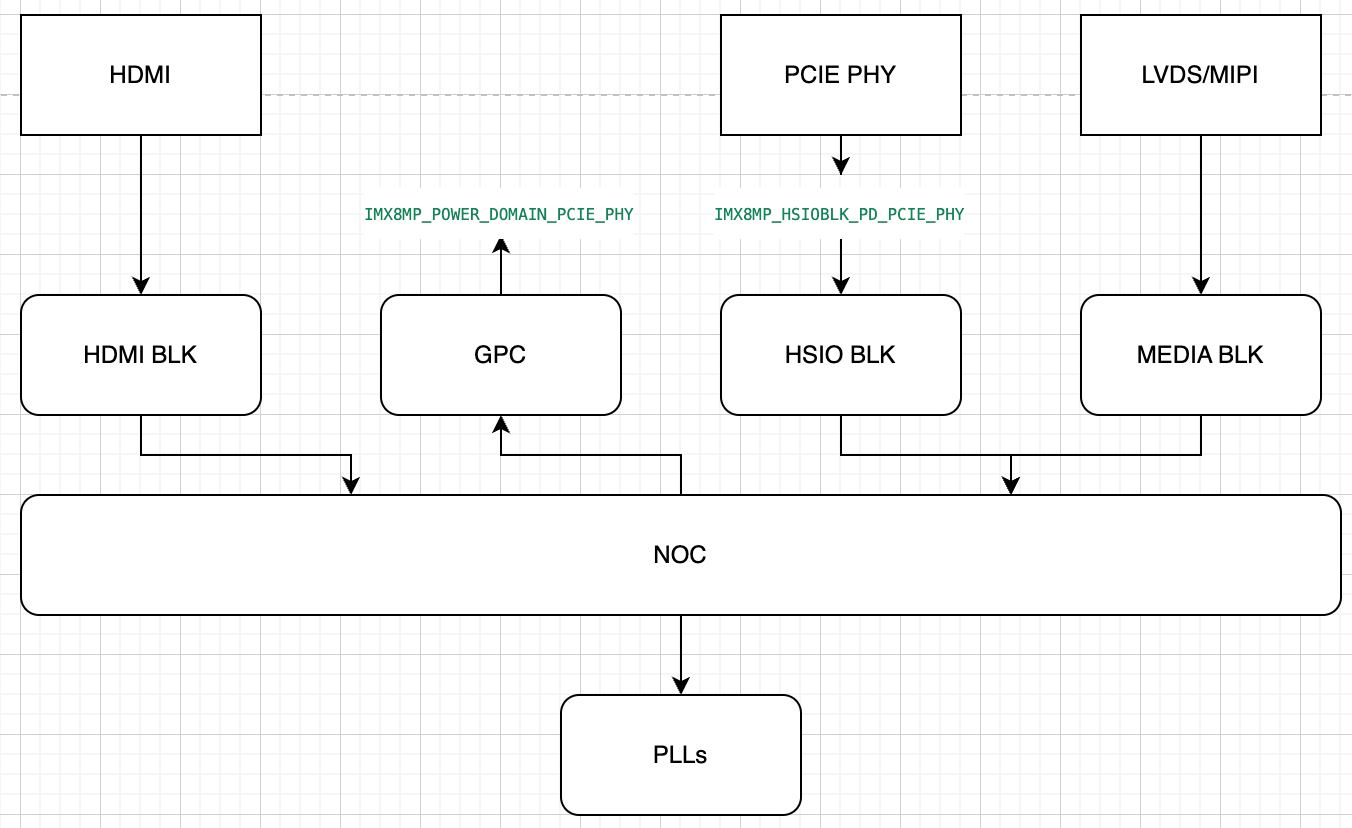 HDMI
PCIE PHY
LVDS/MIPI
IMX8MP_POWER_DOMAIN_PCIE_PHY
IMX8MP_HSIOBLK_PD_PCIE_PHY
HDMI BLK
GPC
HSIO BLK
MEDIA BLK
NOC
PLLs